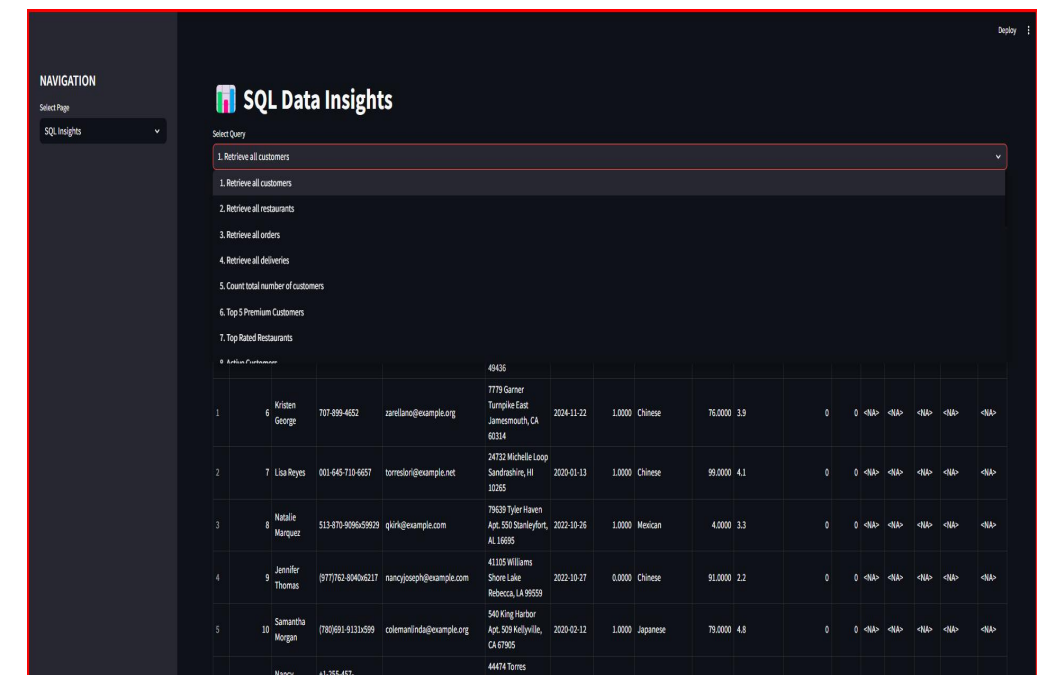 Deploy
NAVIGATION
Select Page
SQL Insights
SQL Data Insights
Select Query
1. Retrieve all customers
1. Retrieve all customers
2. Retrieve all restaurants
3. Retrieve all orders
4. Retrieve all deliveries
5. Count total number of customers
6. Top 5 Premium Customers
7. Top Rated Restaurants
8. Active Customers
49436
1 6 Kristen George 707-899-4652 zarellano@example.org 7779 Garner Turnpike East Jamesmouth, CA 60314 2024-11-22 1.0000 Chinese 76.0000 3.9 0 0 <NA> <NA> <NA> <NA> <NA>
2 7 Lisa Reyes 001-645-710-6657 torreslori@example.net 24732 Michelle Loop Sandrashire, HI 10265 2020-01-13 1.0000 Chinese 99.0000 4.1 0 0 <NA> <NA> <NA> <NA> <NA>
3 8 Natalie Marquez 513-870-9096x59929 qkirk@example.com 79639 Tyler Haven Apt. 550 Stanleyfort, AL 16695 2022-10-26 1.0000 Mexican 4.0000 3.3 0 0 <NA> <NA> <NA> <NA> <NA>
4 9 Jennifer Thomas (977)762-8040x6217 nancyjoseph@example.com 41105 Williams Shore Lake Rebecca, LA 99559 2022-10-27 0.0000 Chinese 91.0000 2.2 0 0 <NA> <NA> <NA> <NA> <NA>
5 10 Samantha Morgan (780)691-9131x599 colemanlinda@example.org 540 King Harbor Apt. 509 Kellyville, CA 67905 2020-02-12 1.0000 Japanese 79.0000 4.8 0 0 <NA> <NA> <NA> <NA> <NA>
Nancy +1-255-457- 44474 Torres